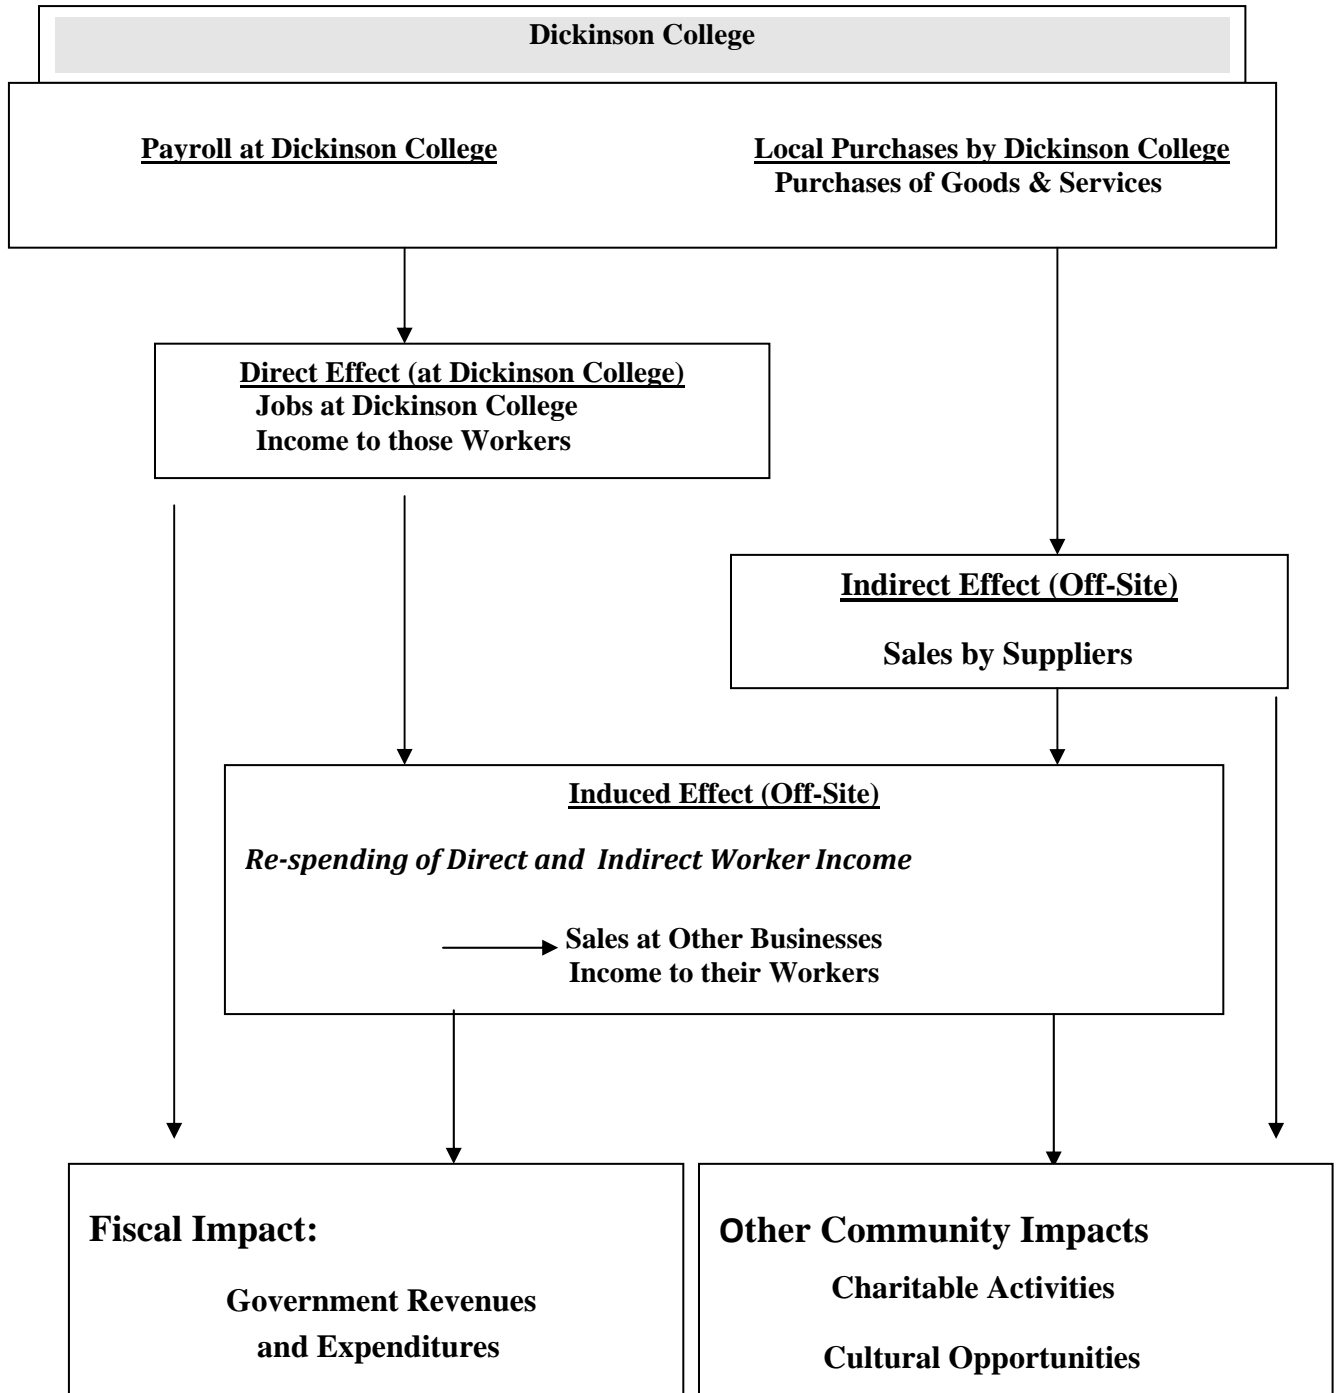 Dickinson College
Payroll at Dickinson College
Local Purchases by Dickinson College
Purchases of Goods & Services
Direct Effect (at Dickinson College)
Jobs at Dickinson College
Income to those Workers
Indirect Effect (Off-Site)
Sales by Suppliers
Induced Effect (Off-Site)
Re-spending of Direct and Indirect Worker Income
Sales at Other Businesses
Income to their Workers
Fiscal Impact:
Government Revenues
and Expenditures
Other Community Impacts
Charitable Activities
Cultural Opportunities